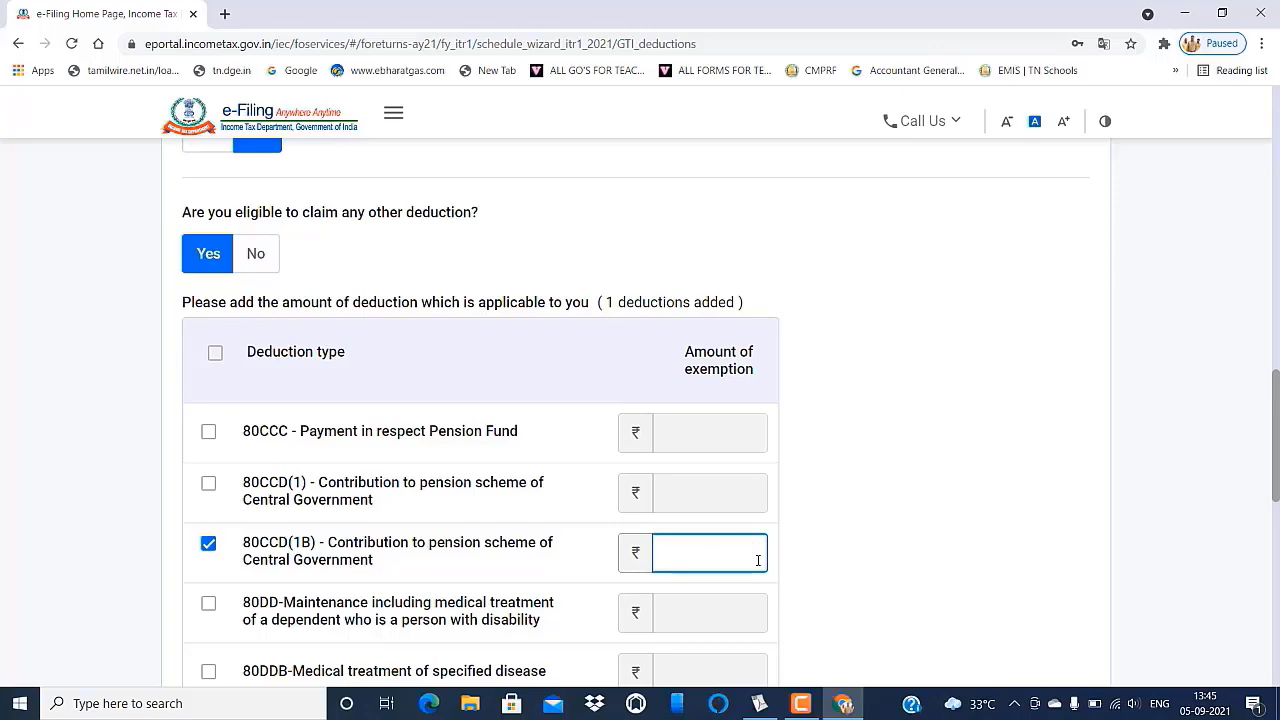 e-Filing Home Page, Income Tax
eportal.incometax.gov.in/iec/foservices/#/foreturns-ay21/fy_itr1/schedule_wizard_itr1_2021/GTI_deductions
Paused
Apps
tamilwire.net/in/loa...
tn.dge.in
Google
www.ebharatgas.com
New Tab
ALL GO'S FOR TEAC...
ALL FORMS FOR TE...
CMPRF
Accountant General...
EMIS | TN Schools
»
Reading list
e-Filing Anywhere Anytime
Income Tax Department, Government of India
Call Us
A-
A
A+
Are you eligible to claim any other deduction?
Yes
No
Please add the amount of deduction which is applicable to you ( 1 deductions added )
Deduction type
Amount of
exemption
80CCC - Payment in respect Pension Fund
₹
80CCD(1) - Contribution to pension scheme of
Central Government
₹
80CCD(1B) - Contribution to pension scheme of
Central Government
₹
80DD-Maintenance including medical treatment
of a dependent who is a person with disability
₹
80DDB-Medical treatment of specified disease
₹
Type here to search
33°C
ENG
13:45
05-09-2021